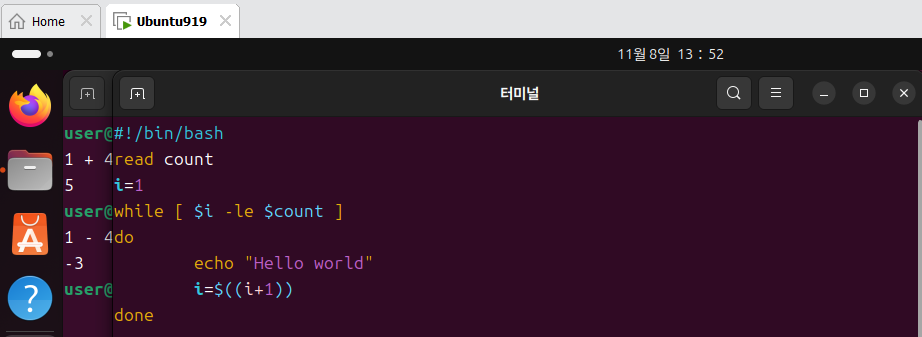 Home
Ubuntu919
11월 8일 13 : 52
터미널
user@
1 + 4
5
user@
1 - 4
-3
user@
#!/bin/bash
read count
i=1
while [ $i -le $count ]
do
echo "Hello world"
i=$((i+1))
done